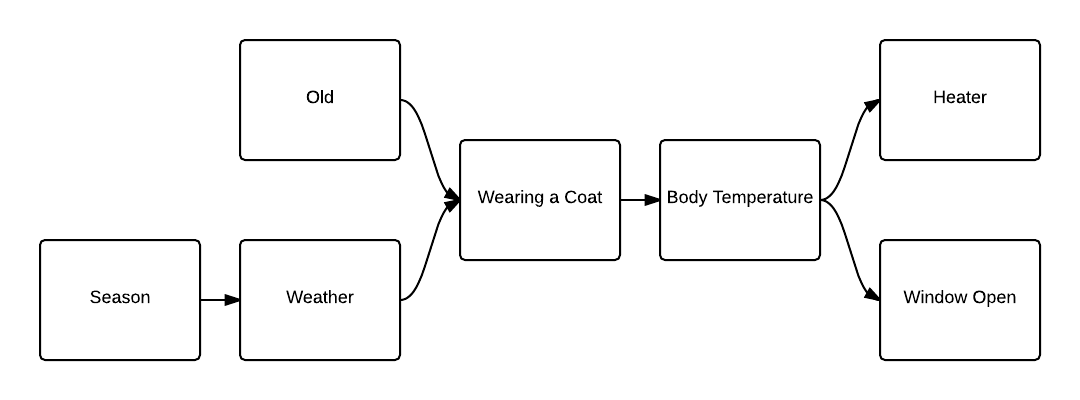 Old
Heater
Wearing a Coat
Body Temperature
Season
Weather
Window Open